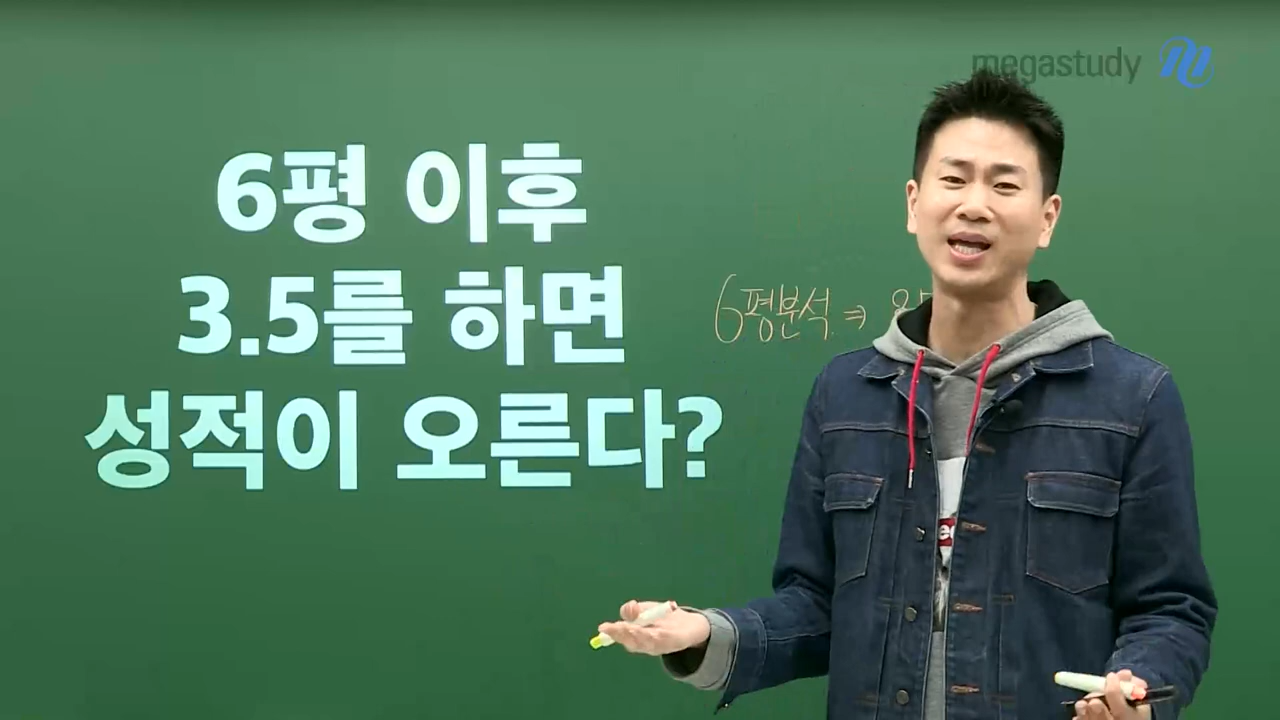 megastudy
6평 이후
3.5를 하면
성적이 오른다?
6평분석 ⇒